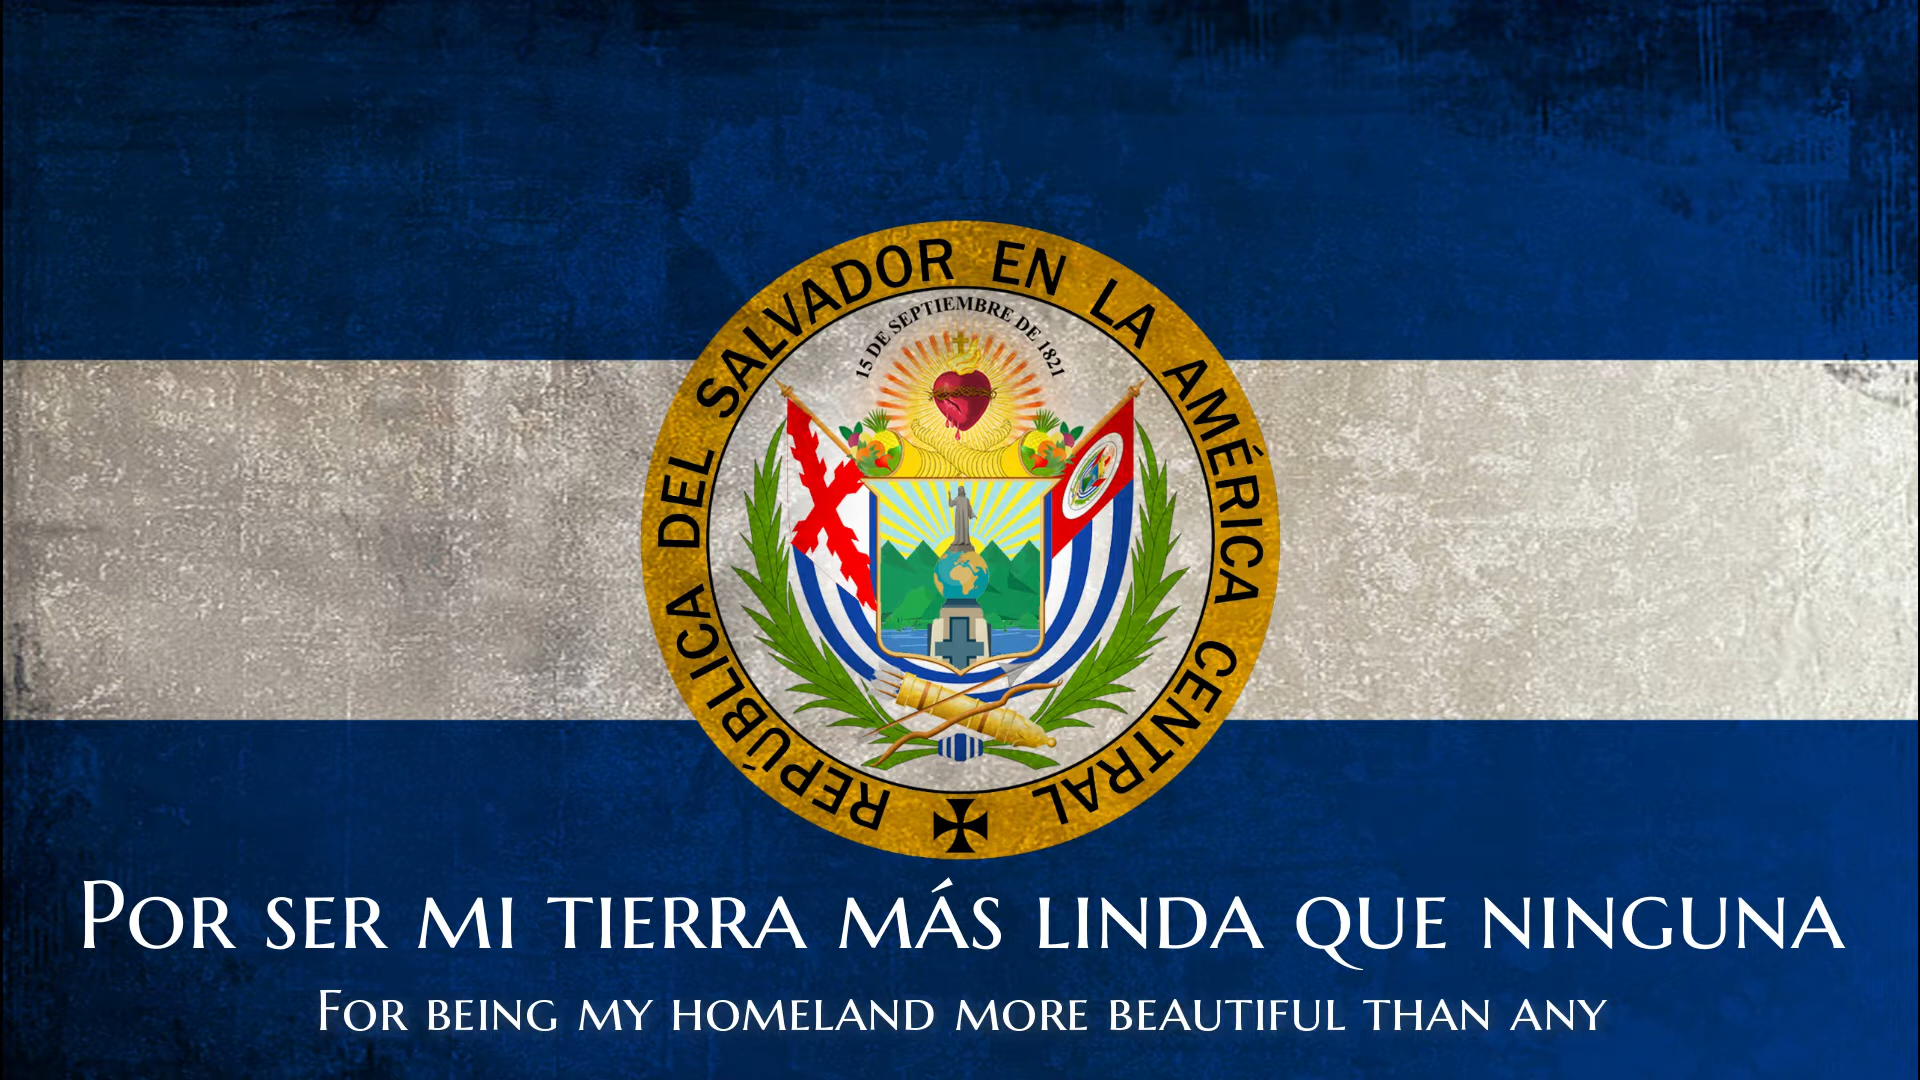 REPÚBLICA DEL SALVADOR EN LA AMÉRICA CENTRAL
15 DE SEPTIEMBRE DE 1821
Por ser mi tierra más linda que ninguna
For being my homeland more beautiful than any